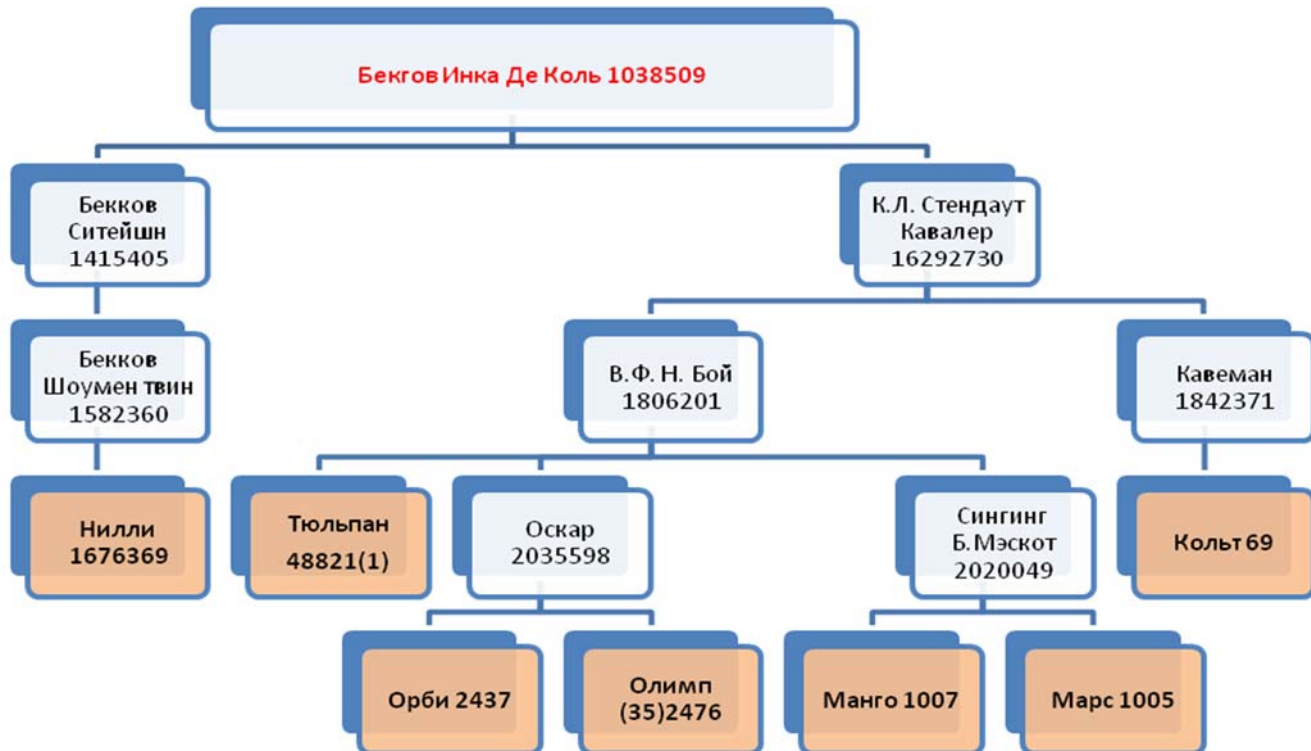 Бекгов Инка Де Коль 1038509
Бекков
Ситейшн
1415405
К.Л. Стендаут
Кавалер
16292730
Бекков
Шоумен твин
1582360
В.Ф. Н. Бой
1806201
Кавеман
1842371
Нилли
1676369
Тюльпан
48821(1)
Оскар
2035598
Сингинг
Б.Мэскот
2020049
Кольт 69
Орби 2437
Олимп
(35)2476
Манго 1007
Марс 1005